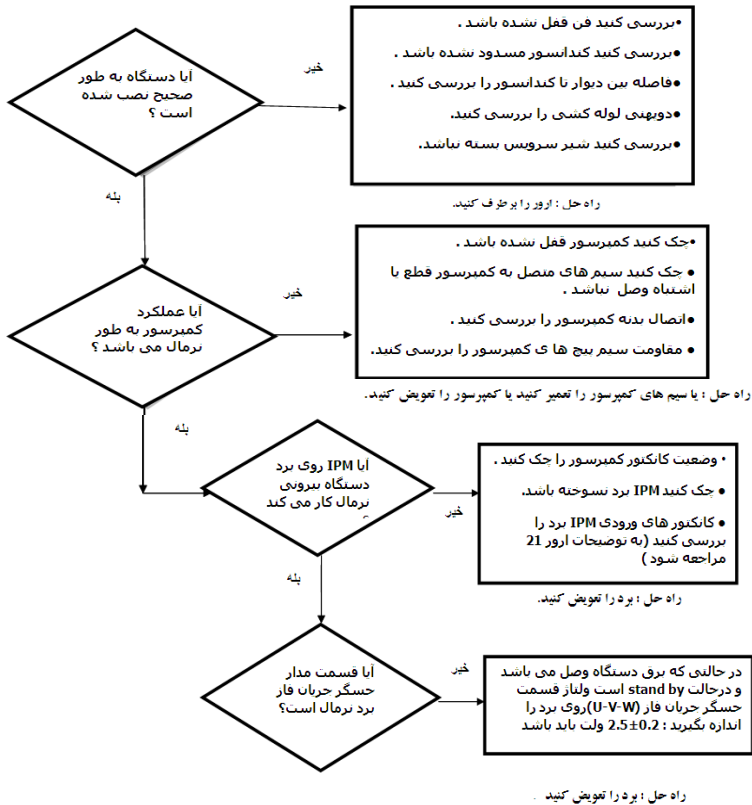 آیا دستگاه به طور
صحیح نصب شده
است ؟
خیر
•بررسی کنید فن قفل نشده باشد .
●بررسی کنید کندانسور مسدود نشده باشد .
●فاصله بین دیوار تا کندانسور را بررسی کنید .
●دوپهنی لوله کشی را بررسی کنید.
●بررسی کنید شیر سرویس بسته نباشد.
راه حل : ارور را برطرف کنید.
بله
آیا عملکرد
کمپرسور به طور
نرمال می باشد ؟
خیر
•چک کنید کمپرسور قفل نشده باشد .
● چک کنید سیم های متصل به کمپرسور قطع یا
اشتباه وصل نباشد .
●اتصال بدنه کمپرسور را بررسی کنید .
● مقاومت سیم پیچ ها ی کمپرسور را بررسی کنید.
راه حل : یا سیم های کمپرسور را تعمیر کنید یا کمپرسور را تعویض کنید.
بله
آیا IPM روی برد
دستگاه بیرونی
نرمال کار می کند
خیر
• وضعیت کانکتور کمپرسور را چک کنید .
● چک کنید IPM برد نسوخته باشد.
● کانکتور های ورودی IPM برد را
بررسی کنید (به توضیحات ارور 21
مراجعه شود )
راه حل : برد را تعویض کنید.
بله
آیا قسمت مدار
حسگر جریان فاز
برد نرمال است؟
خیر
در حالتی که برق دستگاه وصل می باشد
و درحالت stand by است ولتاژ قسمت
حسگر جریان فاز (U-V-W)روی برد را
اندازه بگیرید : 2.5±0.2 ولت باید باشد
راه حل : برد را تعویض کنید .